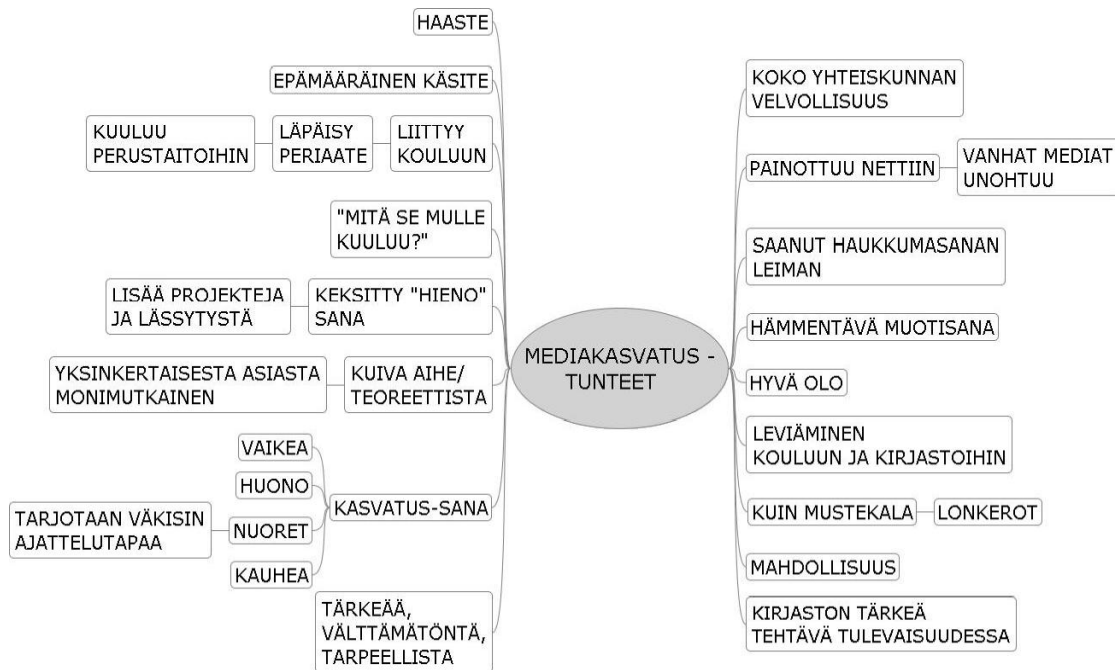 MEDIAKASVATUS -
TUNTEET
HAASTE
EPÄMÄÄRÄINEN KÄSITE
LIITTYY
KOULUUN
LÄPÄISY
PERIAATE
KUULUU
PERUSTAITOIHIN
"MITÄ SE MULLE
KUULUU?"
KEKSITTY "HIENO"
SANA
LISÄÄ PROJEKTEJA
JA LÄSSYTYSTÄ
KUIVA AIHE/
TEOREETTISTA
YKSINKERTAISESTA ASIASTA
MONIMUTKAINEN
KASVATUS-SANA
VAIKEA
HUONO
NUORET
TARJOTAAN VÄKISIN
AJATTELUTAPAA
KAUHEA
TÄRKEÄÄ,
VÄLTTÄMÄTÖNTÄ,
TARPEELLISTA
KOKO YHTEISKUNNAN
VELVOLLISUUS
PAINOTTUU NETTIIN
VANHAT MEDIAT
UNOHTUU
SAANUT HAUKKUMASANAN
LEIMAN
HÄMMENTÄVÄ MUOTISANA
HYVÄ OLO
LEVIÄMINEN
KOULUUN JA KIRJASTOIHIN
KUIN MUSTEKALA
LONKEROT
MAHDOLLISUUS
KIRJASTON TÄRKEÄ
TEHTÄVÄ TULEVAISUUDESSA